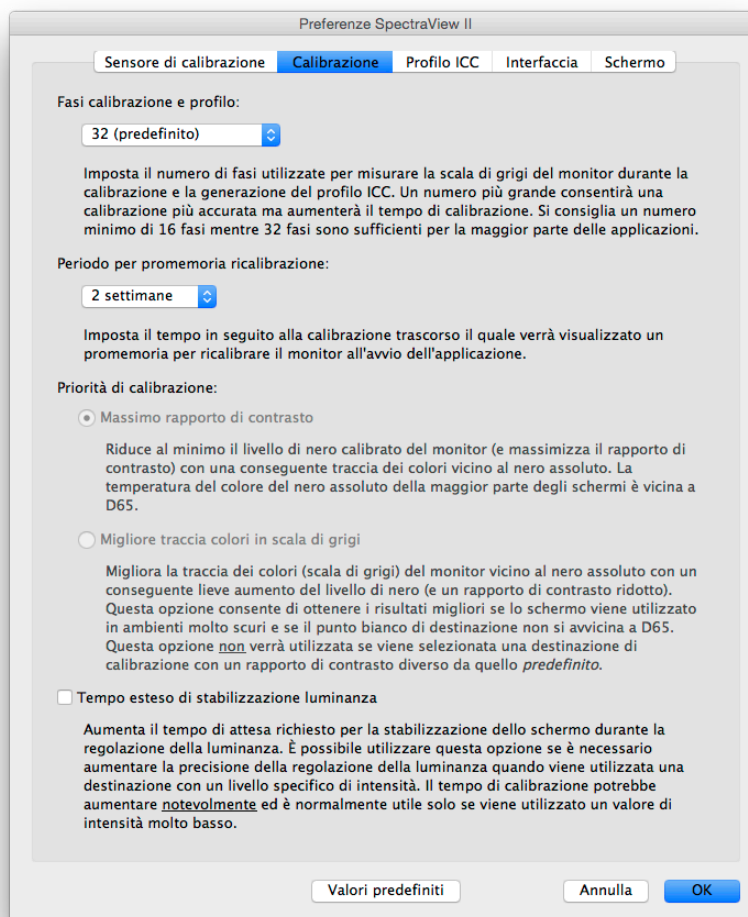 Preferenze SpectraView II
Sensore di calibrazione
Calibrazione
Profilo ICC
Interfaccia
Schermo
Fasi calibrazione e profilo:
32 (predefinito)
Imposta il numero di fasi utilizzate per misurare la scala di grigi del monitor durante la
calibrazione e la generazione del profilo ICC. Un numero più grande consentirà una
calibrazione più accurata ma aumenterà il tempo di calibrazione. Si consiglia un numero
minimo di 16 fasi mentre 32 fasi sono sufficienti per la maggior parte delle applicazioni.
Periodo per promemoria ricalibrazione:
2 settimane
Imposta il tempo in seguito alla calibrazione trascorso il quale verrà visualizzato un
promemoria per ricalibrare il monitor all'avvio dell'applicazione.
Priorità di calibrazione:
Massimo rapporto di contrasto
Riduce al minimo il livello di nero calibrato del monitor (e massimizza il rapporto di
contrasto) con una conseguente traccia dei colori vicino al nero assoluto. La
temperatura del colore del nero assoluto della maggior parte degli schermi è vicina a
D65.
Migliore traccia colori in scala di grigi
Migliora la traccia dei colori (scala di grigi) del monitor vicino al nero assoluto con un
conseguente lieve aumento del livello di nero (e un rapporto di contrasto ridotto).
Questa opzione consente di ottenere i risultati migliori se lo schermo viene utilizzato
in ambienti molto scuri e se il punto bianco di destinazione non si avvicina a D65.
Questa opzione non verrà utilizzata se viene selezionata una destinazione di
calibrazione con un rapporto di contrasto diverso da quello predefinito.
Tempo esteso di stabilizzazione luminanza
Aumenta il tempo di attesa richiesto per la stabilizzazione dello schermo durante la
regolazione della luminanza. È possibile utilizzare questa opzione se è necessario
aumentare la precisione della regolazione della luminanza quando viene utilizzata una
destinazione con un livello specifico di intensità. Il tempo di calibrazione potrebbe
aumentare notevolmente ed è normalmente utile solo se viene utilizzato un valore di
intensità molto basso.
Valori predefiniti
Annulla
OK